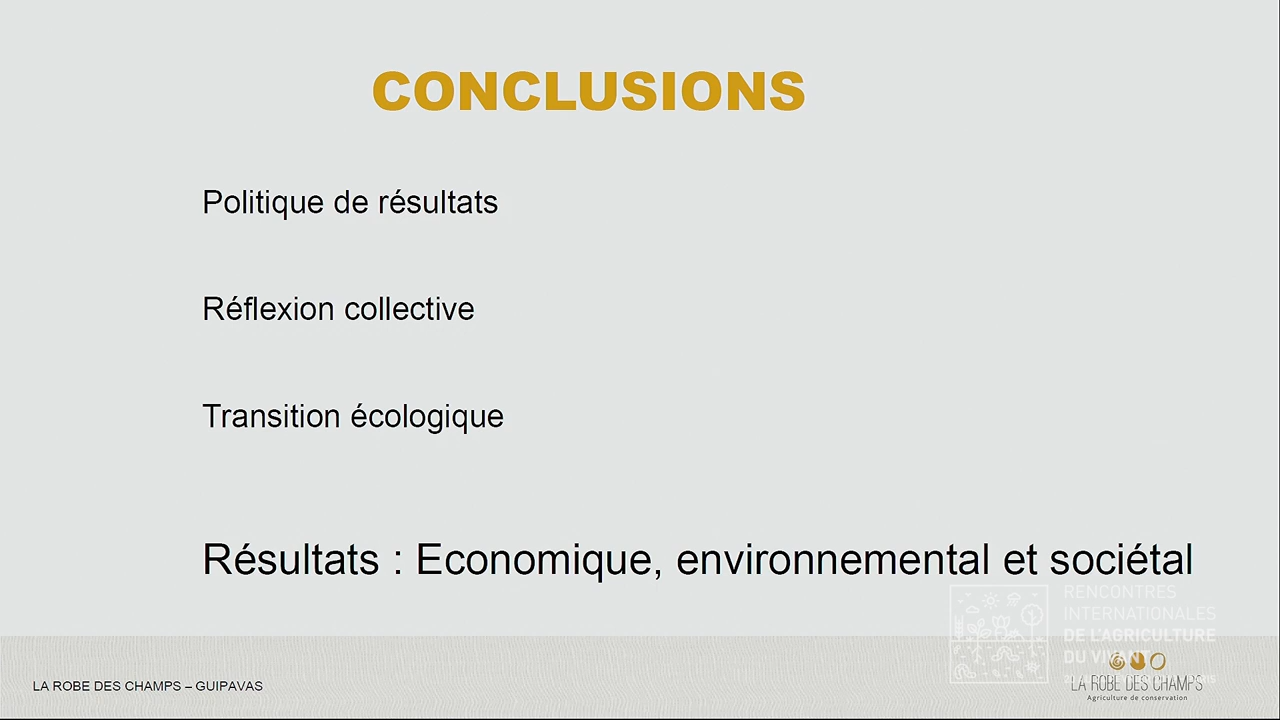 CONCLUSIONS
Politique de résultats
Réflexion collective
Transition écologique
Résultats : Economique, environnemental et sociétal
RENCONTRES
INTERNATIONALES
DE L'AGRICULTURE
DU VIVANT
LA ROBE DES CHAMPS – GUIPAVAS
LA ROBE DES CHAMPS
Agriculture de conservation